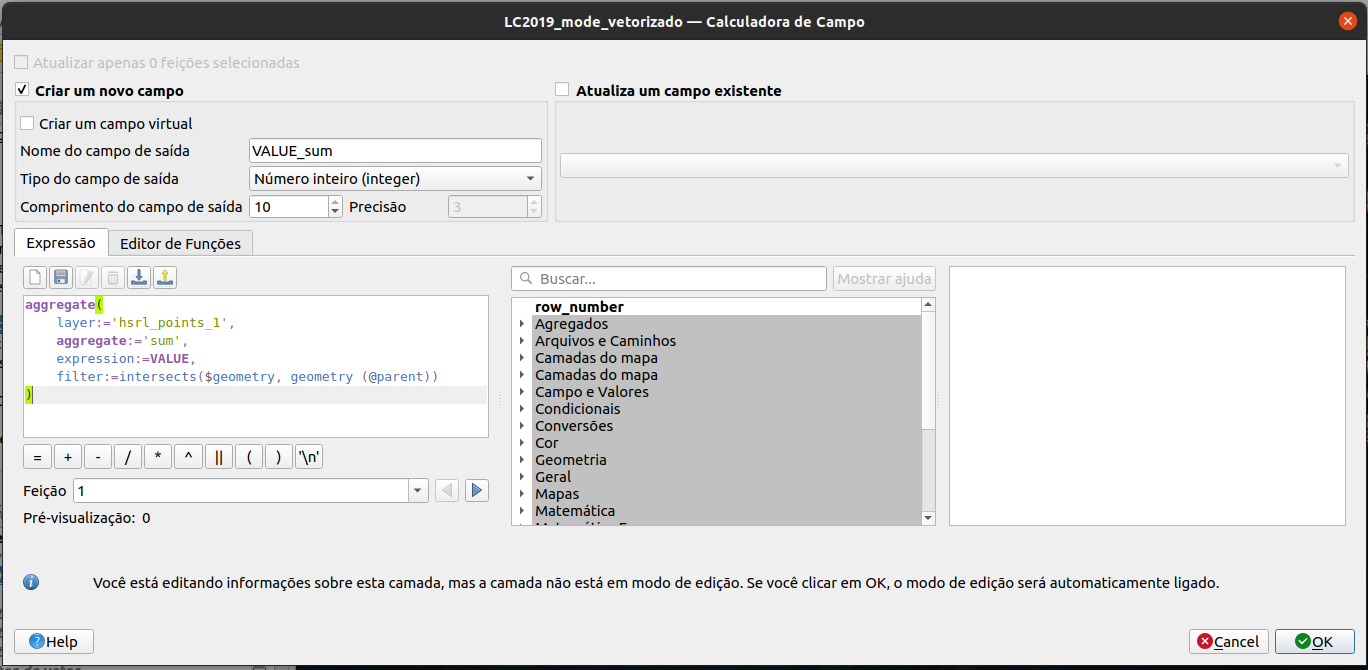 LC2019_mode_vetorizado — Calculadora de Campo
Atualizar apenas 0 feições selecionadas
Criar um novo campo
Atualiza um campo existente
Criar um campo virtual
Nome do campo de saída VALUE_sum
Tipo do campo de saída Número inteiro (integer)
Comprimento do campo de saída 10 Precisão 3
Expressão Editor de Funções
Buscar... Mostrar ajuda
aggregate(
layer:='hsrl_points_1',
aggregate:='sum',
expression:=VALUE,
filter:=intersects($geometry, geometry (@parent))
)
= + - / * ^ || ( ) '\n'
Feição 1
Pré-visualização: 0
row_number
Agregados
Arquivos e Caminhos
Camadas do mapa
Camadas do mapa
Campo e Valores
Condicionais
Conversões
Cor
Geometria
Geral
Mapas
Matemática
Você está editando informações sobre esta camada, mas a camada não está em modo de edição. Se você clicar em OK, o modo de edição será automaticamente ligado.
Help Cancel OK